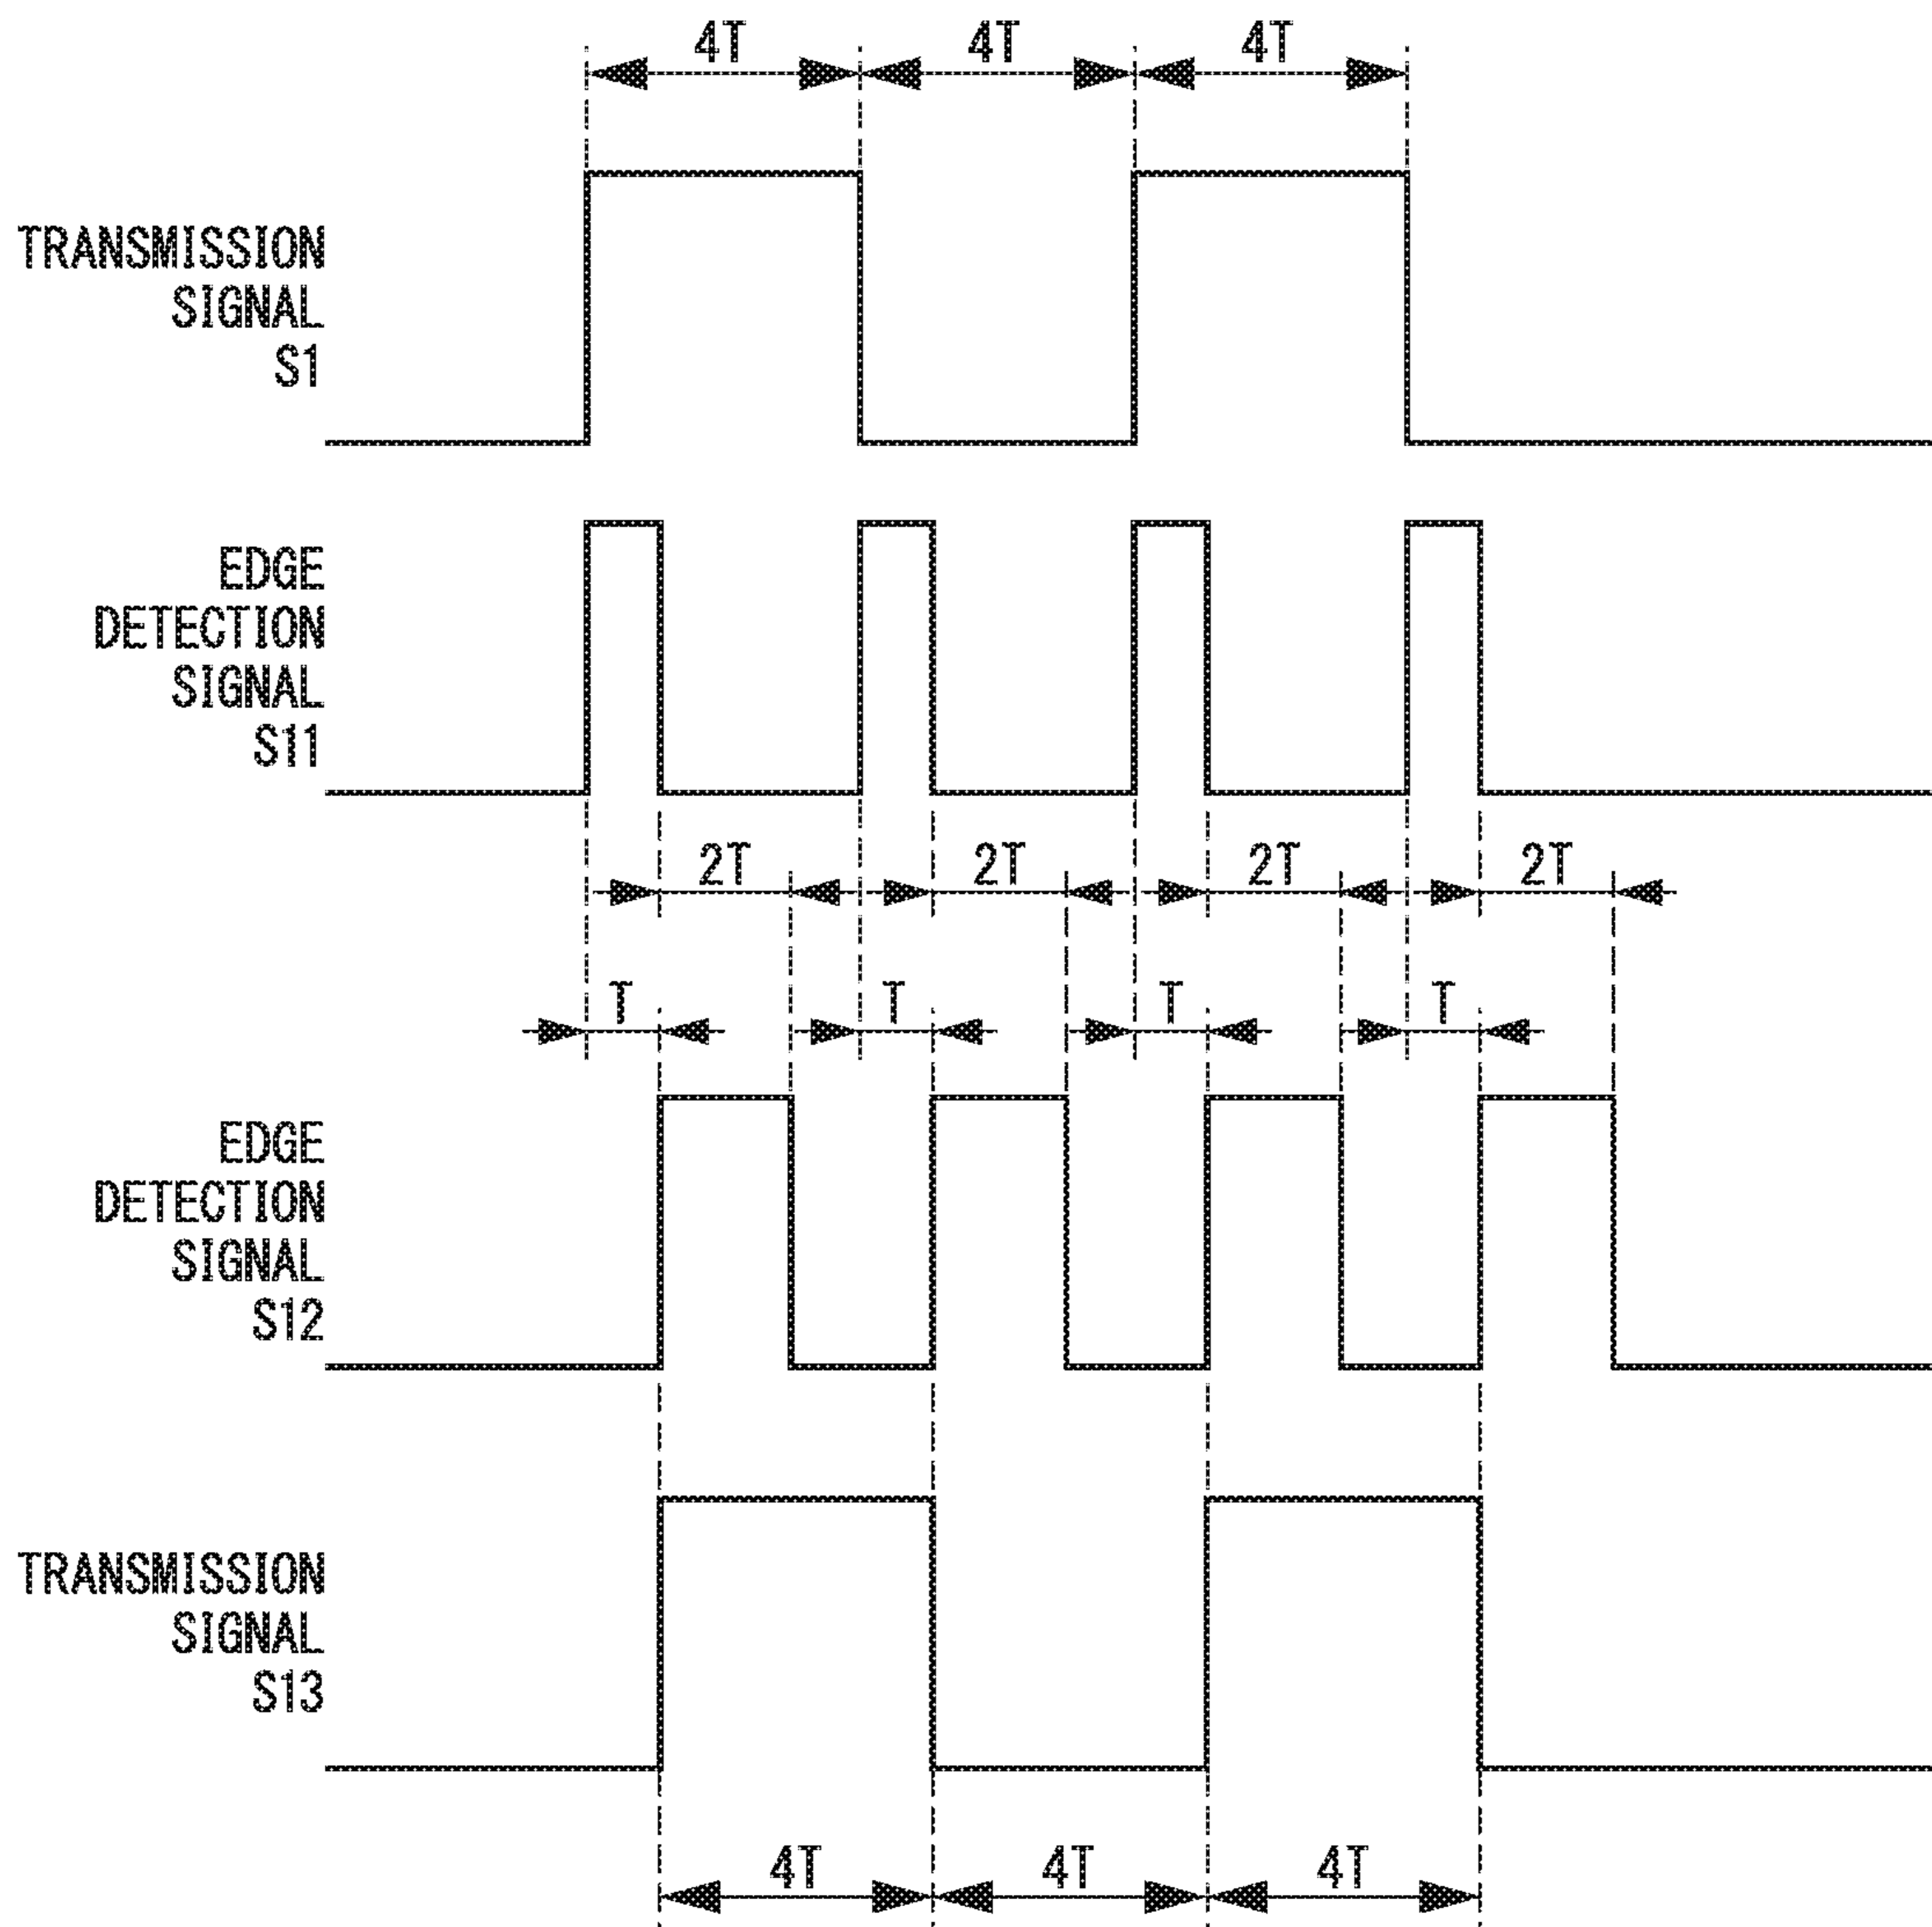 4T 4T 4T
TRANSMISSION
SIGNAL
S1
EDGE
DETECTION
SIGNAL
S11
2T 2T 2T 2T
T T T T
EDGE
DETECTION
SIGNAL
S12
TRANSMISSION
SIGNAL
S13
4T 4T 4T